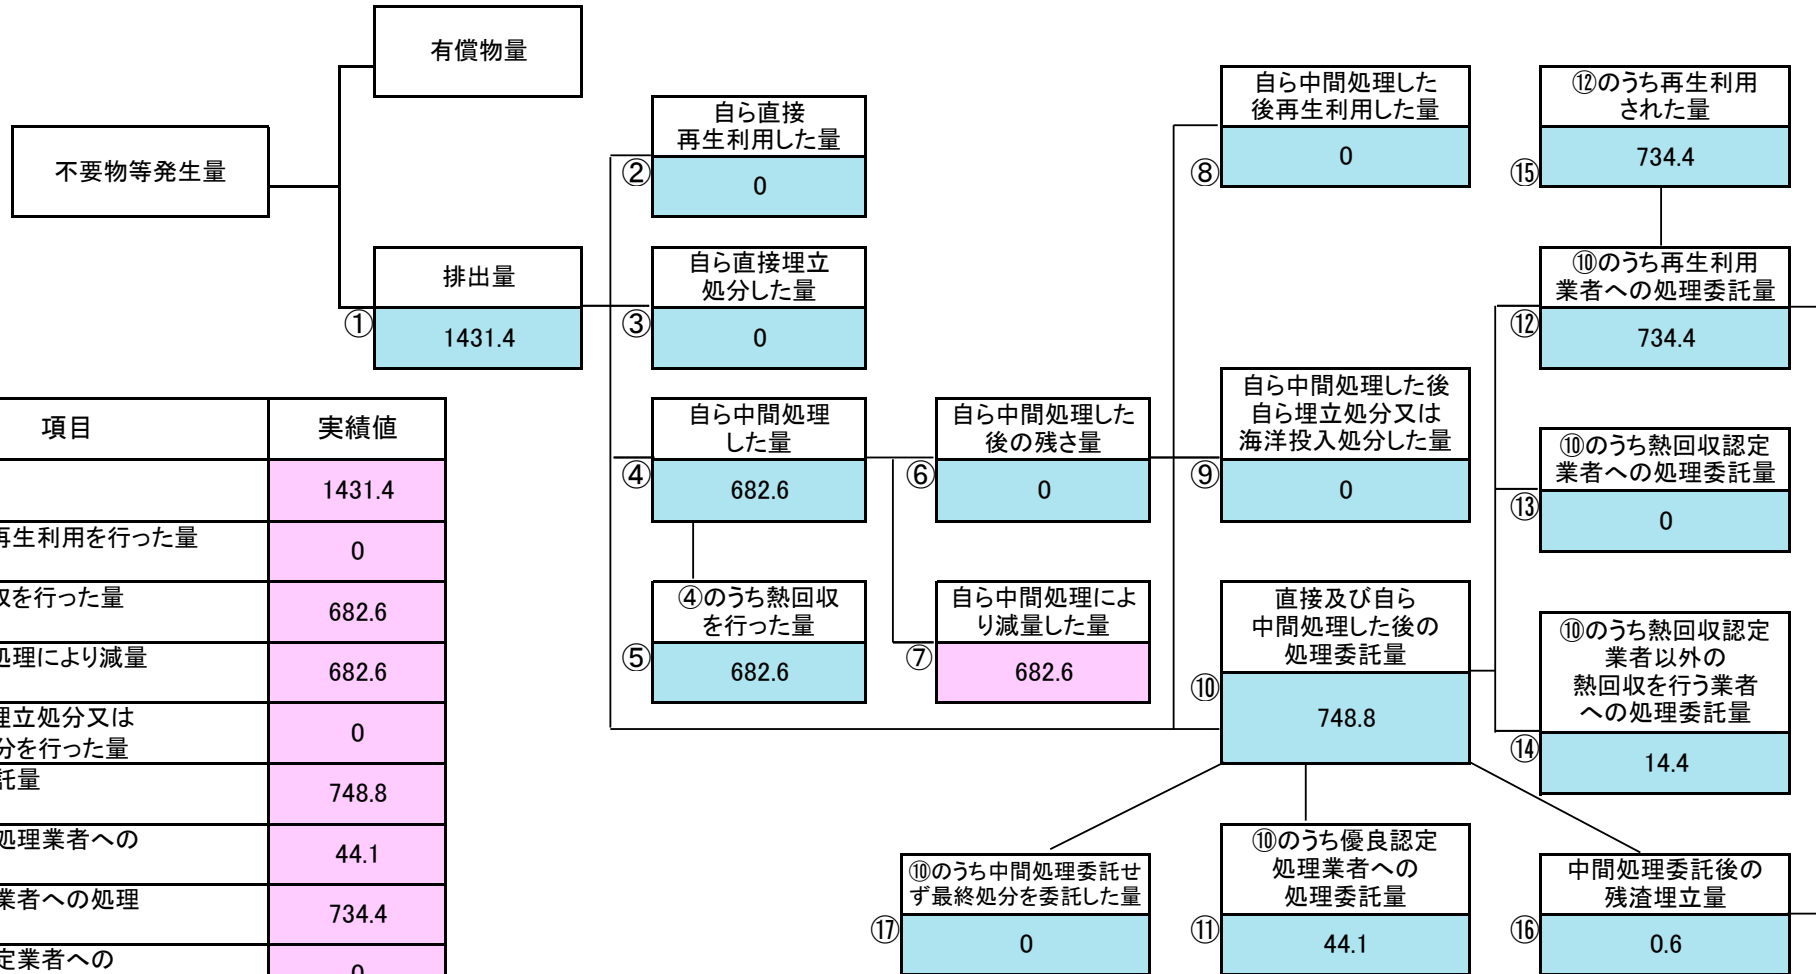 有償物量
不要物等発生量
排出量
①
1431.4
自ら直接
再生利用した量
②
0
自ら直接埋立
処分した量
③
0
自ら中間処理
した量
④
682.6
④のうち熱回収
を行った量
⑤
682.6
自ら中間処理した
後の残さ量
⑥
0
自ら中間処理によ
り減量した量
⑦
682.6
自ら中間処理した
後再生利用した量
⑧
0
自ら中間処理した後
自ら埋立処分又は
海洋投入処分した量
⑨
0
直接及び自ら
中間処理した後の
処理委託量
⑩
748.8
⑫のうち再生利用
された量
⑮
734.4
⑩のうち再生利用
業者への処理委託量
⑫
734.4
⑩のうち熱回収認定
業者への処理委託量
⑬
0
⑩のうち熱回収認定
業者以外の
熱回収を行う業者
への処理委託量
⑭
14.4
⑩のうち中間処理委託せ
ず最終処分を委託した量
⑰
0
⑩のうち優良認定
処理業者への
処理委託量
⑪
44.1
中間処理委託後の
残渣埋立量
⑯
0.6
項目 実績値
1431.4
再生利用を行った量 0
収を行った量 682.6
処理により減量 682.6
埋立処分又は
分を行った量 0
託量 748.8
処理業者への 44.1
業者への処理 734.4
定業者への 0